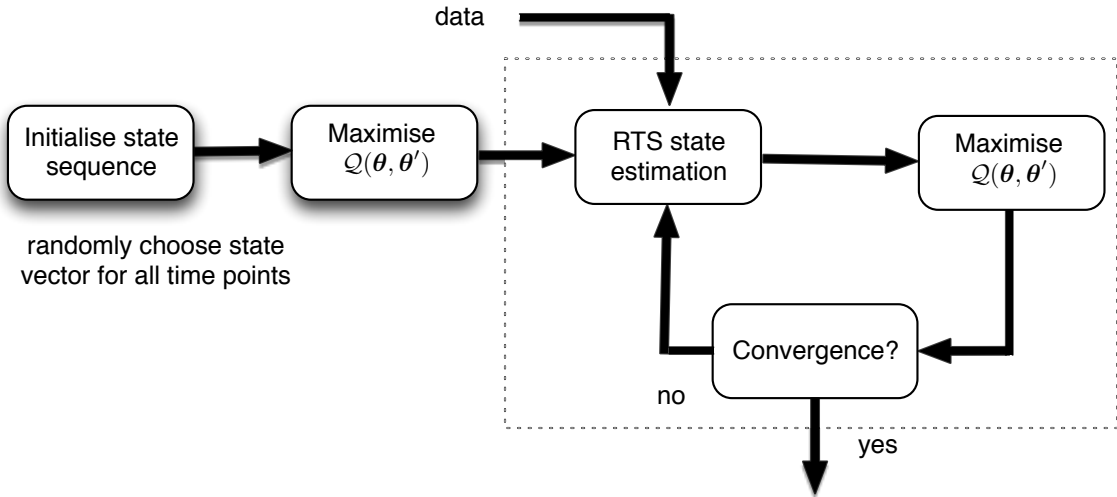 data
Initialise state
sequence
Maximise
𝒬(𝜽, 𝜽′)
RTS state
estimation
Maximise
𝒬(𝜽, 𝜽′)
randomly choose state
vector for all time points
Convergence?
no
yes